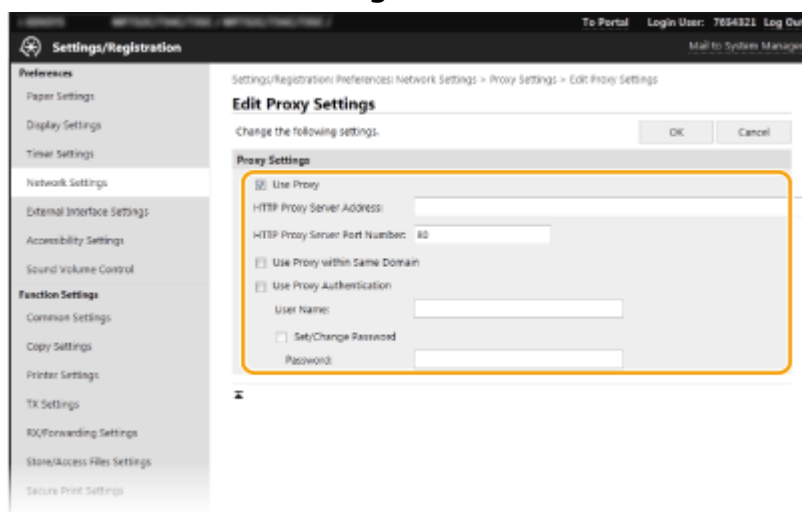 To Portal Login User: 7654321 Log Out
Settings/Registration
Mail to System Manager
Preferences
Paper Settings
Display Settings
Timer Settings
Network Settings
External Interface Settings
Accessibility Settings
Sound Volume Control
Function Settings
Common Settings
Copy Settings
Printer Settings
TX Settings
RX/Forwarding Settings
Store/Access Files Settings
Secure Print Settings
Settings/Registration: Preferences: Network Settings > Proxy Settings > Edit Proxy Settings
Edit Proxy Settings
Change the following settings.
OK Cancel
Proxy Settings
Use Proxy
HTTP Proxy Server Address:
HTTP Proxy Server Port Number: 80
Use Proxy within Same Domain
Use Proxy Authentication
User Name:
Set/Change Password
Password: